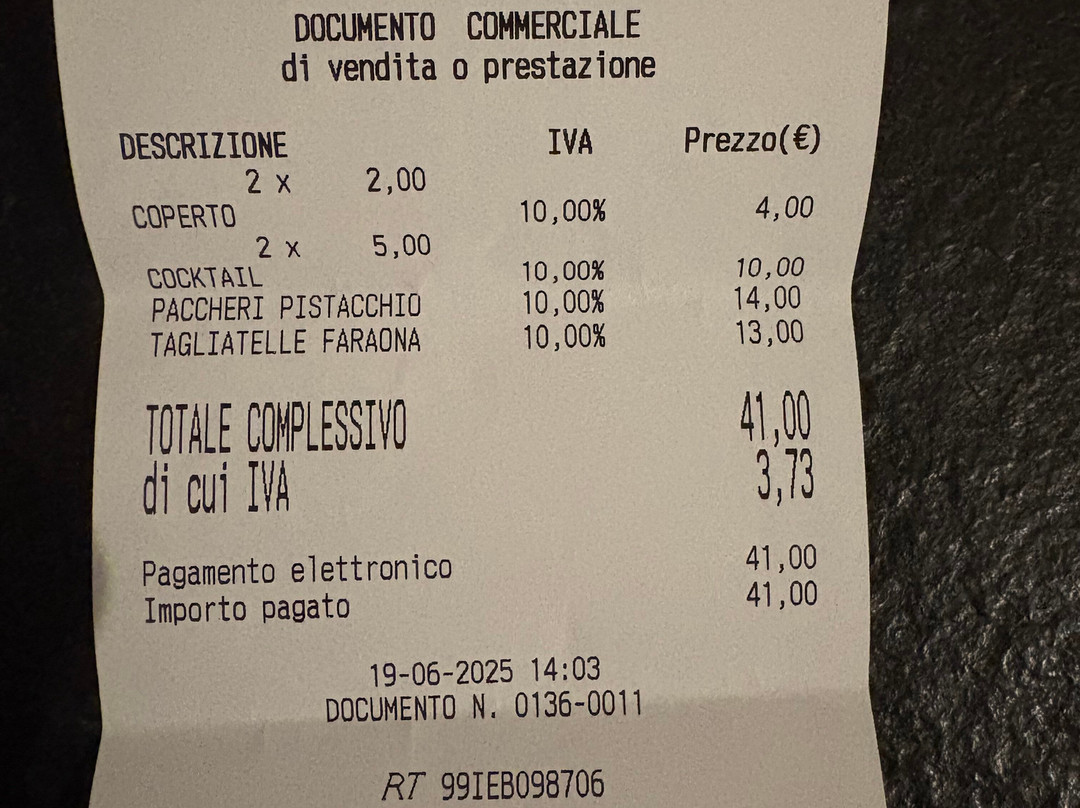 DOCUMENTO COMMERCIALE
di vendita o prestazione
DESCRIZIONE IVA Prezzo(€)
2 x 2,00
COPERTO 10,00% 4,00
2 x 5,00
COCKTAIL 10,00% 10,00
PACCHERI PISTACCHIO 10,00% 14,00
TAGLIATELLE FARAONA 10,00% 13,00
TOTALE COMPLESSIVO 41,00
di cui IVA 3,73
Pagamento elettronico 41,00
Importo pagato 41,00
19-06-2025 14:03
DOCUMENTO N. 0136-0011
RT 99IEB098706